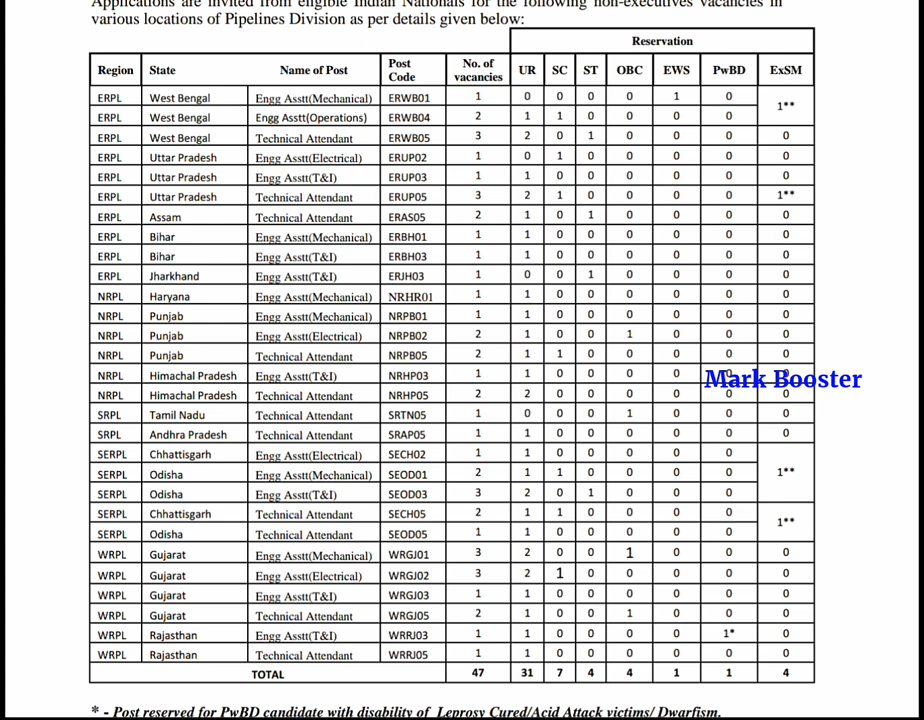 Applications are invited from eligible Indian Nationals for the following non-executives vacancies in
various locations of Pipelines Division as per details given below:
Reservation
Region State Name of Post Post Code No. of vacancies UR SC ST OBC EWS PwBD ExSM
ERPL West Bengal Engg Asstt(Mechanical) ERWB01 1 0 0 0 0 1 0 1**
ERPL West Bengal Engg Asstt(Operations) ERWB04 2 1 1 0 0 0 0
ERPL West Bengal Technical Attendant ERWB05 3 2 0 1 0 0 0 0
ERPL Uttar Pradesh Engg Asstt(Electrical) ERUP02 1 0 1 0 0 0 0 0
ERPL Uttar Pradesh Engg Asstt(T&I) ERUP03 1 1 0 0 0 0 0 0
ERPL Uttar Pradesh Technical Attendant ERUP05 3 2 1 0 0 0 0 1**
ERPL Assam Technical Attendant ERAS05 2 1 0 1 0 0 0 0
ERPL Bihar Engg Asstt(Mechanical) ERBH01 1 1 0 0 0 0 0 0
ERPL Bihar Engg Asstt(T&I) ERBH03 1 1 0 0 0 0 0 0
ERPL Jharkhand Engg Asstt(T&I) ERJH03 1 0 0 1 0 0 0 0
NRPL Haryana Engg Asstt(Mechanical) NRHR01 1 1 0 0 0 0 0 0
NRPL Punjab Engg Asstt(Mechanical) NRPB01 1 1 0 0 0 0 0 0
NRPL Punjab Engg Asstt(Electrical) NRPB02 2 1 0 0 1 0 0 0
NRPL Punjab Technical Attendant NRPB05 2 1 1 0 0 0 0 0
NRPL Himachal Pradesh Engg Asstt(T&I) NRHP03 1 1 0 0 0 0
Mark Booster
NRPL Himachal Pradesh Technical Attendant NRHP05 2 2 0 0 0 0 0 0
SRPL Tamil Nadu Technical Attendant SRTN05 1 0 0 0 1 0 0 0
SRPL Andhra Pradesh Technical Attendant SRAP05 1 1 0 0 0 0 0 0
SERPL Chhattisgarh Engg Asstt(Electrical) SECH02 1 1 0 0 0 0 0
SERPL Odisha Engg Asstt(Mechanical) SEOD01 2 1 1 0 0 0 0 1**
SERPL Odisha Engg Asstt(T&I) SEOD03 3 2 0 1 0 0 0
SERPL Chhattisgarh Technical Attendant SECH05 2 1 1 0 0 0 0 1**
SERPL Odisha Technical Attendant SEOD05 1 1 0 0 0 0 0
WRPL Gujarat Engg Asstt(Mechanical) WRGJ01 3 2 0 0 1 0 0 0
WRPL Gujarat Engg Asstt(Electrical) WRGJ02 3 2 1 0 0 0 0 0
WRPL Gujarat Engg Asstt(T&I) WRGJ03 1 1 0 0 0 0 0 0
WRPL Gujarat Technical Attendant WRGJ05 2 1 0 0 1 0 0 0
WRPL Rajasthan Engg Asstt(T&I) WRRJ03 1 1 0 0 0 0 1* 0
WRPL Rajasthan Technical Attendant WRRJ05 1 1 0 0 0 0 0 0
TOTAL 47 31 7 4 4 1 1 4
* - Post reserved for PwBD candidate with disability of Leprosy Cured/Acid Attack victims/ Dwarfism.